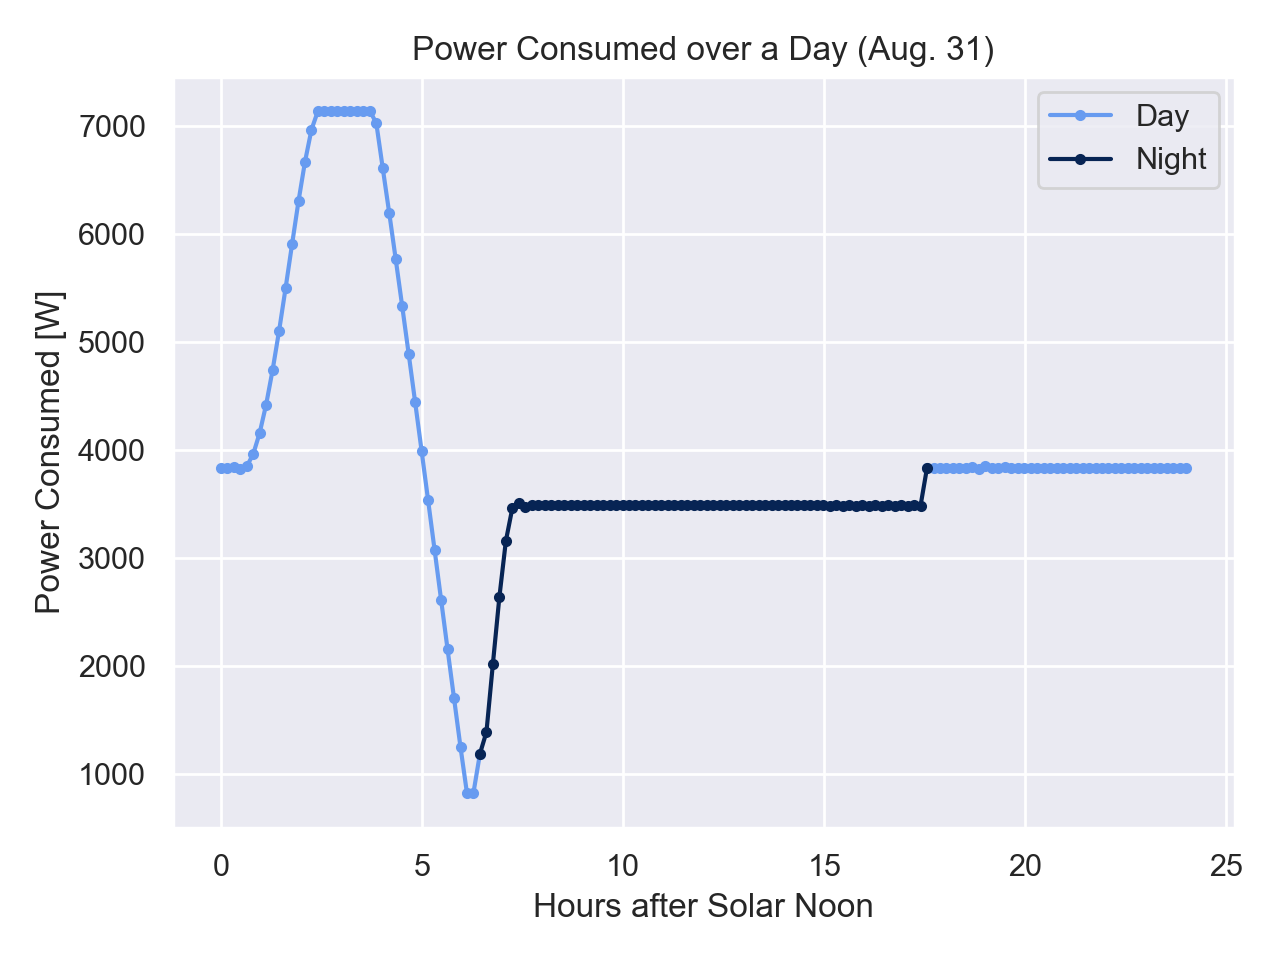 Power Consumed over a Day (Aug. 31)
Day
Night
7000
6000
5000
4000
3000
2000
1000
Power Consumed [W]
0 5 10 15 20 25
Hours after Solar Noon